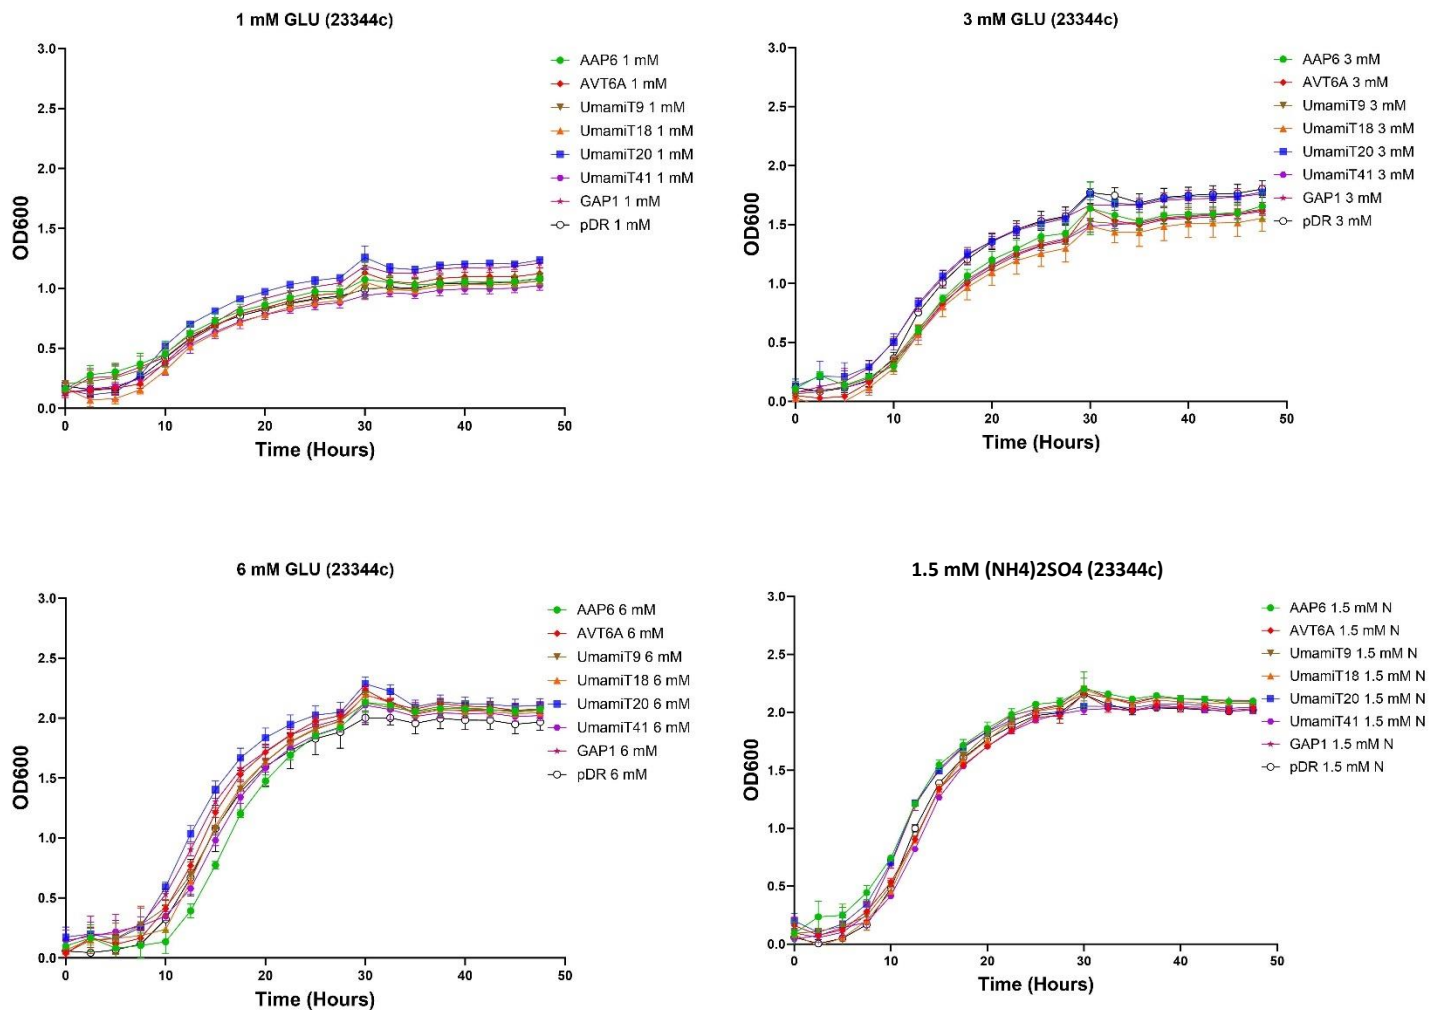 1 mM GLU (23344c)
OD600
3.0
2.5
2.0
1.5
1.0
0.5
0.0
0 10 20 30 40 50
Time (Hours)
AAP6 1 mM
AVT6A 1 mM
UmamiT9 1 mM
UmamiT18 1 mM
UmamiT20 1 mM
UmamiT41 1 mM
GAP1 1 mM
pDR 1 mM
3 mM GLU (23344c)
OD600
3.0
2.5
2.0
1.5
1.0
0.5
0.0
0 10 20 30 40 50
Time (Hours)
AAP6 3 mM
AVT6A 3 mM
UmamiT9 3 mM
UmamiT18 3 mM
UmamiT20 3 mM
UmamiT41 3 mM
GAP1 3 mM
pDR 3 mM
6 mM GLU (23344c)
OD600
3.0
2.5
2.0
1.5
1.0
0.5
0.0
0 10 20 30 40 50
Time (Hours)
AAP6 6 mM
AVT6A 6 mM
UmamiT9 6 mM
UmamiT18 6 mM
UmamiT20 6 mM
UmamiT41 6 mM
GAP1 6 mM
pDR 6 mM
1.5 mM (NH4)2SO4 (23344c)
OD600
3.0
2.5
2.0
1.5
1.0
0.5
0.0
0 10 20 30 40 50
Time (Hours)
AAP6 1.5 mM N
AVT6A 1.5 mM N
UmamiT9 1.5 mM N
UmamiT18 1.5 mM N
UmamiT20 1.5 mM N
UmamiT41 1.5 mM N
GAP1 1.5 mM N
pDR 1.5 mM N